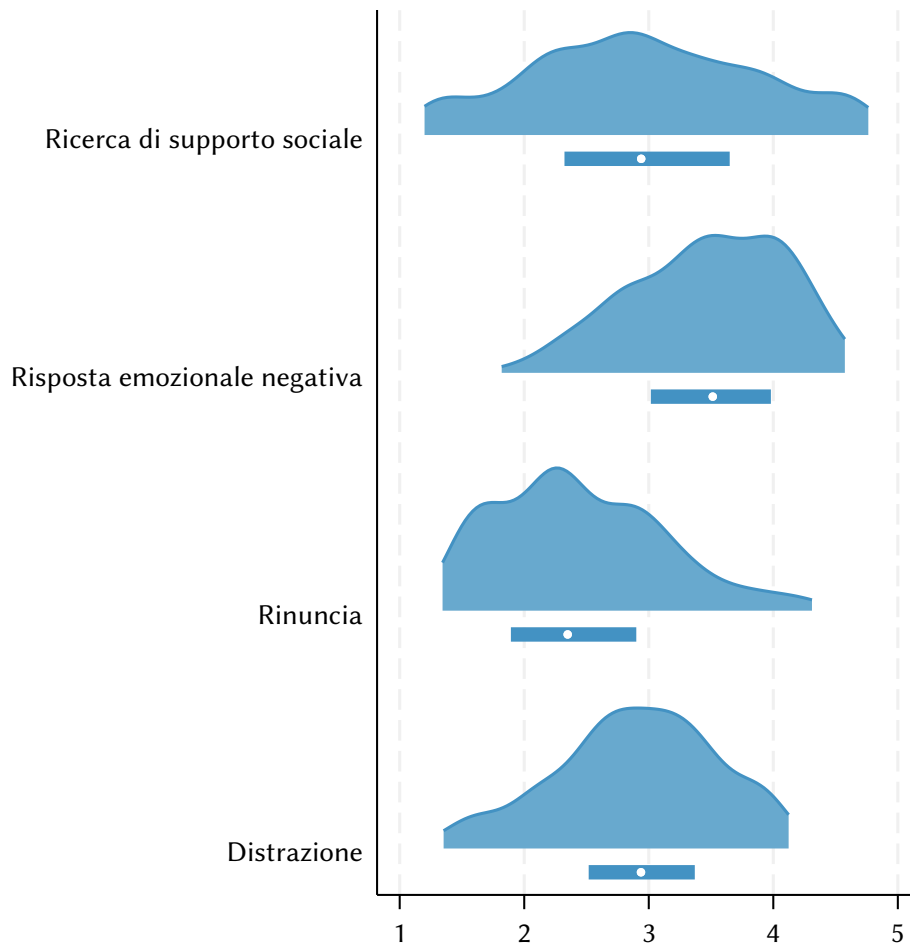 Ricerca di supporto sociale
Risposta emozionale negativa
Rinuncia
Distrazione
1 2 3 4 5